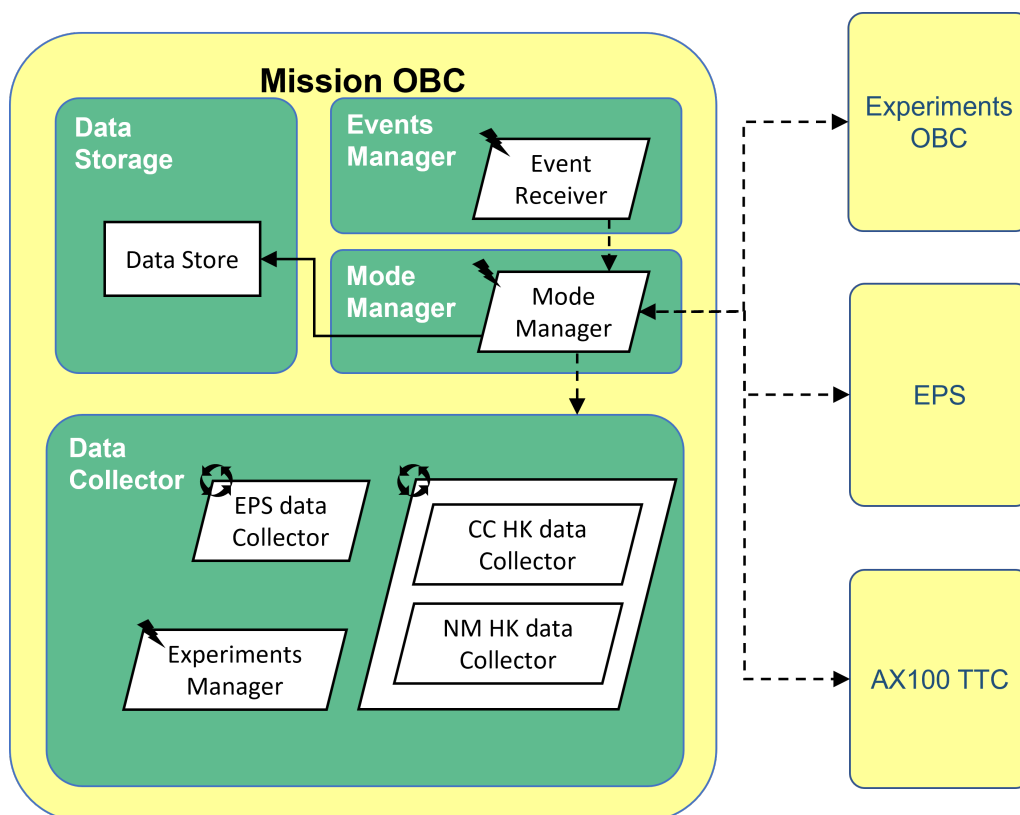 Mission OBC
Data
Storage
Data Store
Events
Manager
Event
Receiver
Mode
Manager
Mode
Manager
Data
Collector
EPS data
Collector
CC HK data
Collector
NM HK data
Collector
Experiments
Manager
Experiments
OBC
EPS
AX100 TTC